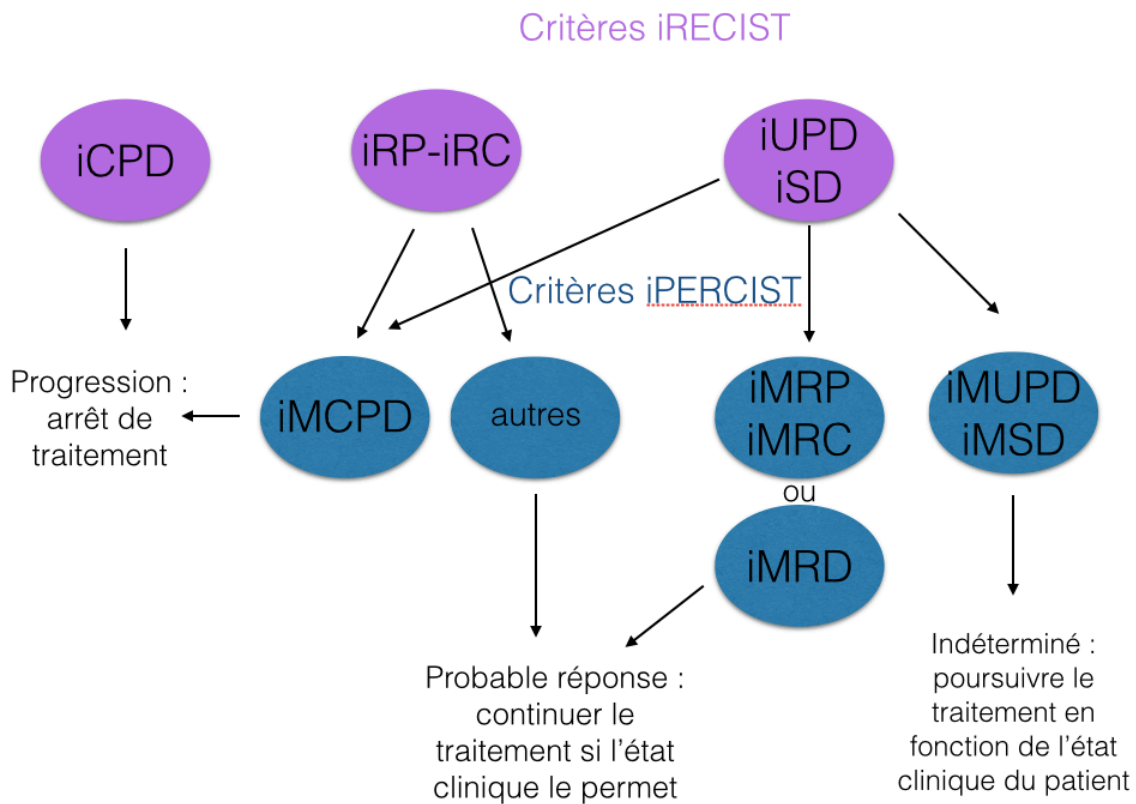 Critères iRECIST
iCPD
iRP-iRC
iUPD
iSD
Critères iPERCIST
Progression :
arrêt de
traitement
iMCPD
autres
iMRP
iMRC
ou
iMRD
iMUPD
iMSD
Probable réponse :
continuer le
traitement si l’état
clinique le permet
Indéterminé :
poursuivre le
traitement en
fonction de l’état
clinique du patient